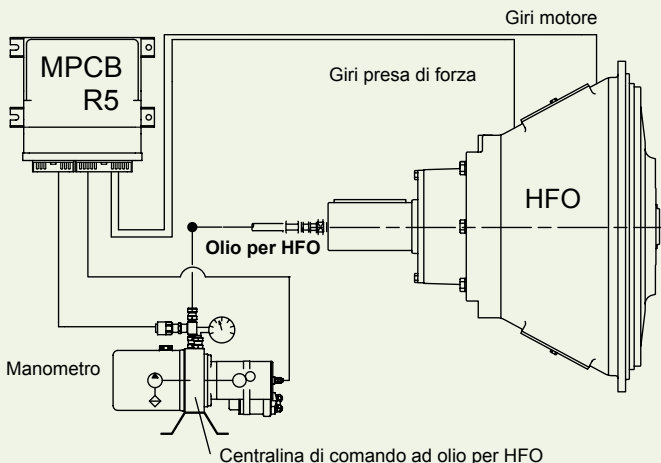 Giri motore
MPCB
R5
Giri presa di forza
HFO
Olio per HFO
Manometro
Centralina di comando ad olio per HFO